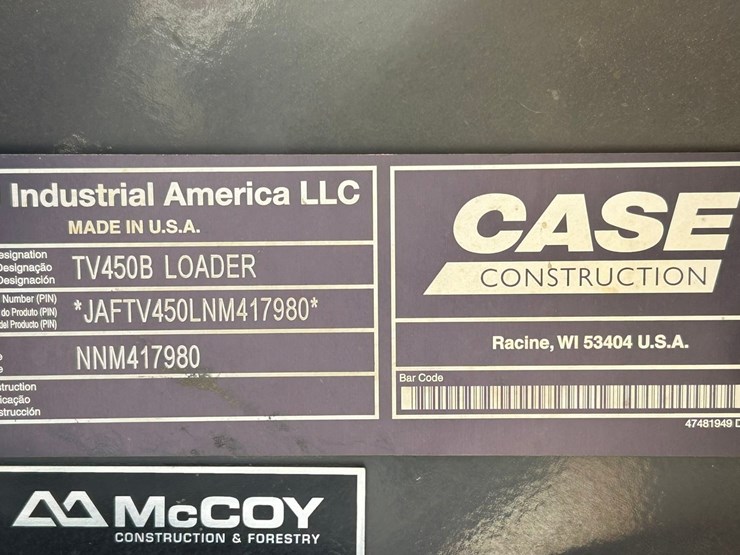 Industrial America LLC
MADE IN U.S.A.
esignation
Designação
Designación
TV450B LOADER
Number (PIN)
do Produto (PIN)
del Producto (PIN)
*JAFTV450LNM417980*
NNM417980
truction
icação
strucción
CASE
CONSTRUCTION
Racine, WI 53404 U.S.A.
Bar Code
47481949
McCOY
CONSTRUCTION & FORESTRY